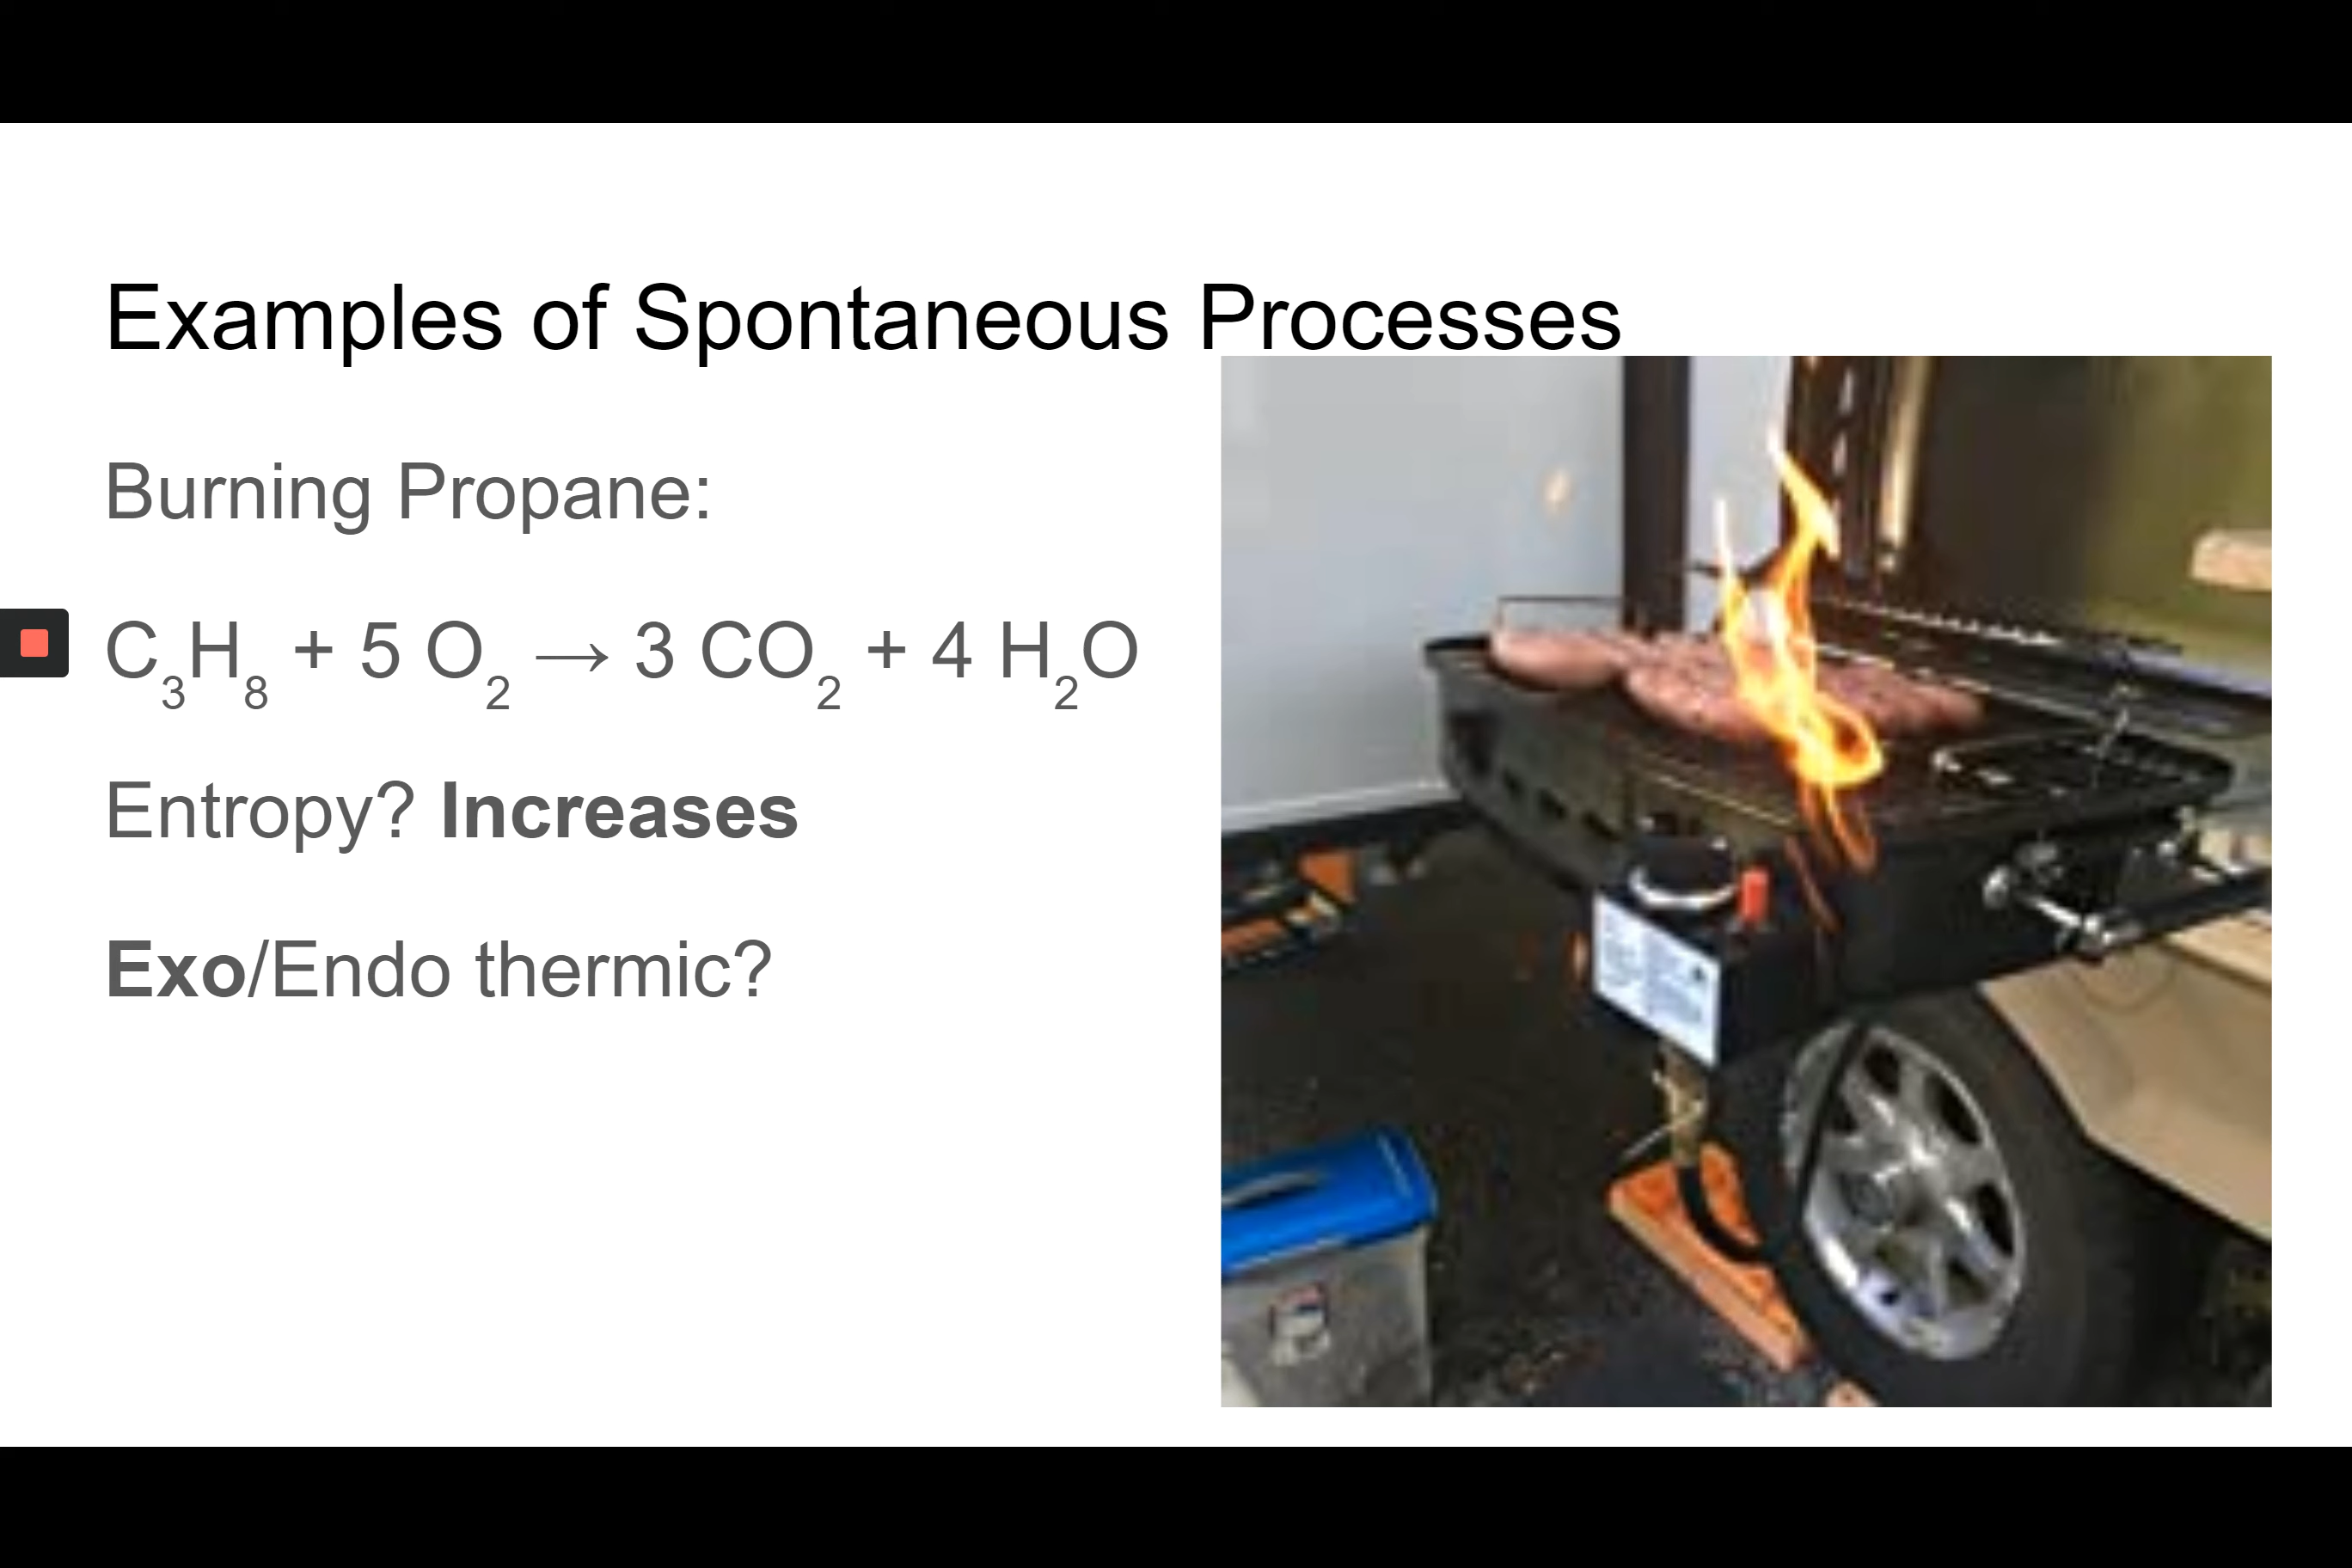 Examples of Spontaneous Processes
Burning Propane:
C₃H₈ + 5 O₂ → 3 CO₂ + 4 H₂O
Entropy? Increases
Exo/Endo thermic?